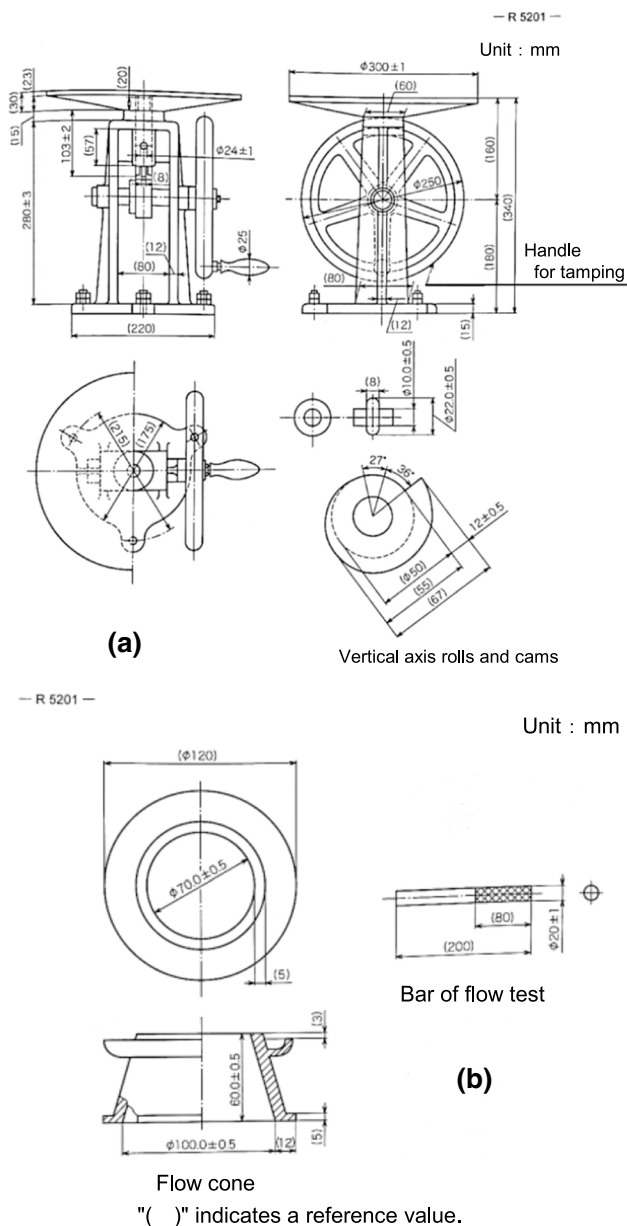 — R 5201 —
Unit : mm
(23)
(30)
(15)
(20)
103±2
(57)
ϕ24±1
(8)
280±3
(12)
(80)
ϕ25
(220)
ϕ300±1
(60)
(160)
ϕ250
(340)
(180)
Handle
for tamping
(80)
(12)
(15)
(215)
(175)
(8)
ϕ10.0±0.5
ϕ22.0±0.5
27°
36°
12±0.5
(ϕ50)
(55)
(67)
(a)
Vertical axis rolls and cams
— R 5201 —
Unit : mm
(ϕ120)
ϕ70.0±0.5
(5)
(80)
(200)
ϕ20±1
Bar of flow test
(3)
60.0±0.5
(b)
ϕ100.0±0.5
(12)
(5)
Flow cone
"( )" indicates a reference value.